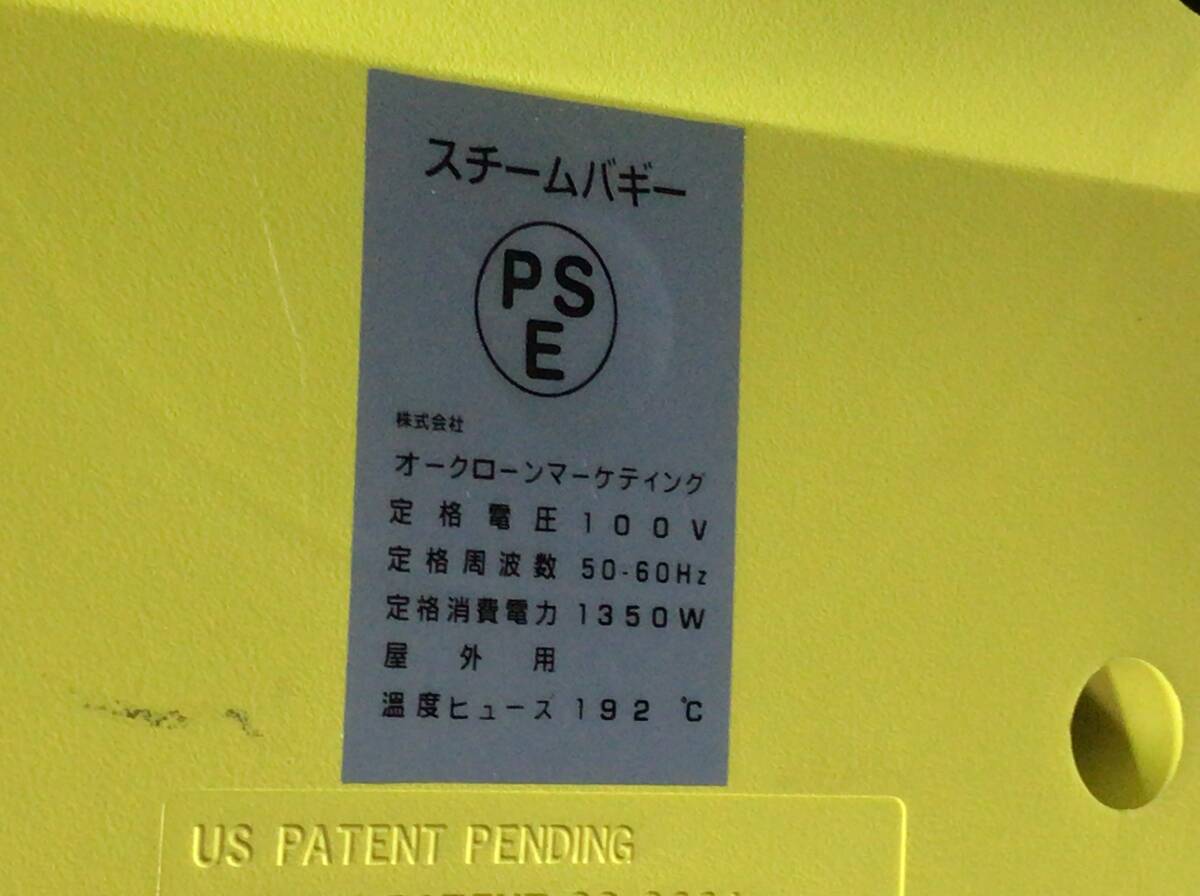 スチームバギー
PS
E
株式会社
オークローンマーケティング
定格電圧 100V
定格周波数 50-60Hz
定格消費電力 1350W
屋外用
温度ヒューズ 192℃
US PATENT PENDING